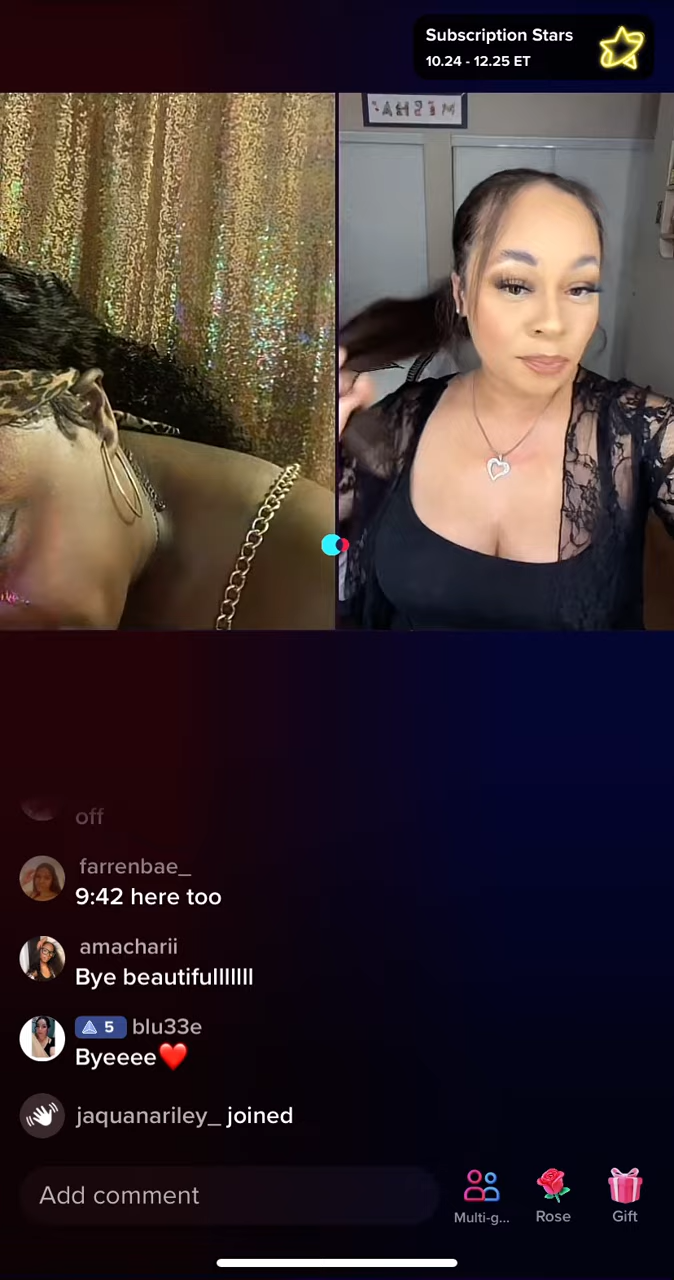 Subscription Stars
10.24 - 12.25 ET
off
farrenbae_
9:42 here too
amacharii
Bye beautifulllllll
5 blu33e
Byeeee❤️
jaquanariley_ joined
Add comment
Multi-g...
Rose
Gift